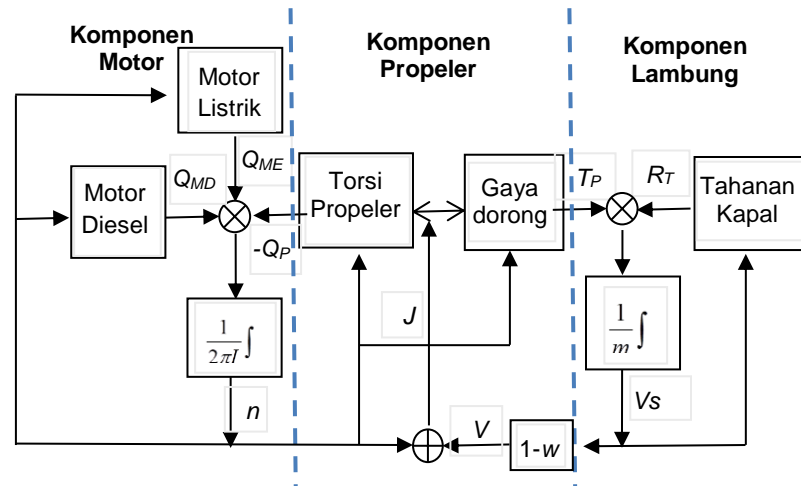 Komponen
Motor
Komponen
Propeler
Komponen
Lambung
Motor
Listrik
Q_ME
Q_MD
Motor
Diesel
-Q_P
Torsi
Propeler
Gaya
dorong
T_P
R_T
Tahanan
Kapal
1/2πI ∫
J
1/m ∫
n
V
1-w
Vs